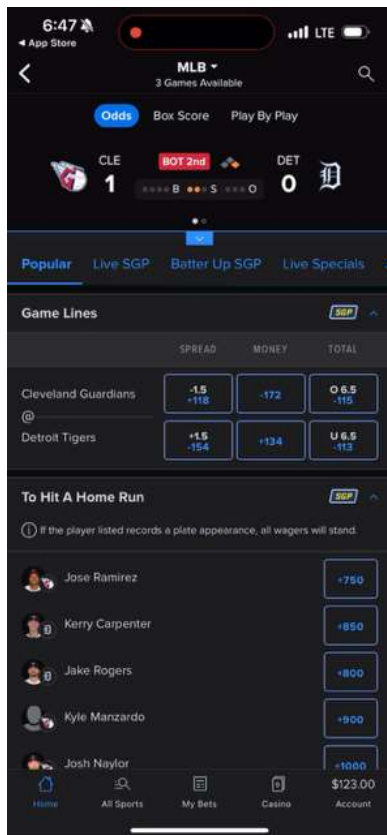 6:47
App Store
LTE
MLB
3 Games Available
Odds Box Score Play By Play
CLE BOT 2nd DET
1 B S O 0
Popular Live SGP Batter Up SGP Live Specials
Game Lines SGP
SPREAD MONEY TOTAL
Cleveland Guardians -1.5 +118 -172 O 6.5 -115
@
Detroit Tigers +1.5 -154 +134 U 6.5 -113
To Hit A Home Run SGP
If the player listed records a plate appearance, all wagers will stand.
Jose Ramirez +750
Kerry Carpenter +850
Jake Rogers +800
Kyle Manzardo +900
Josh Naylor +1000
Home All Sports My Bets Casino $123.00 Account